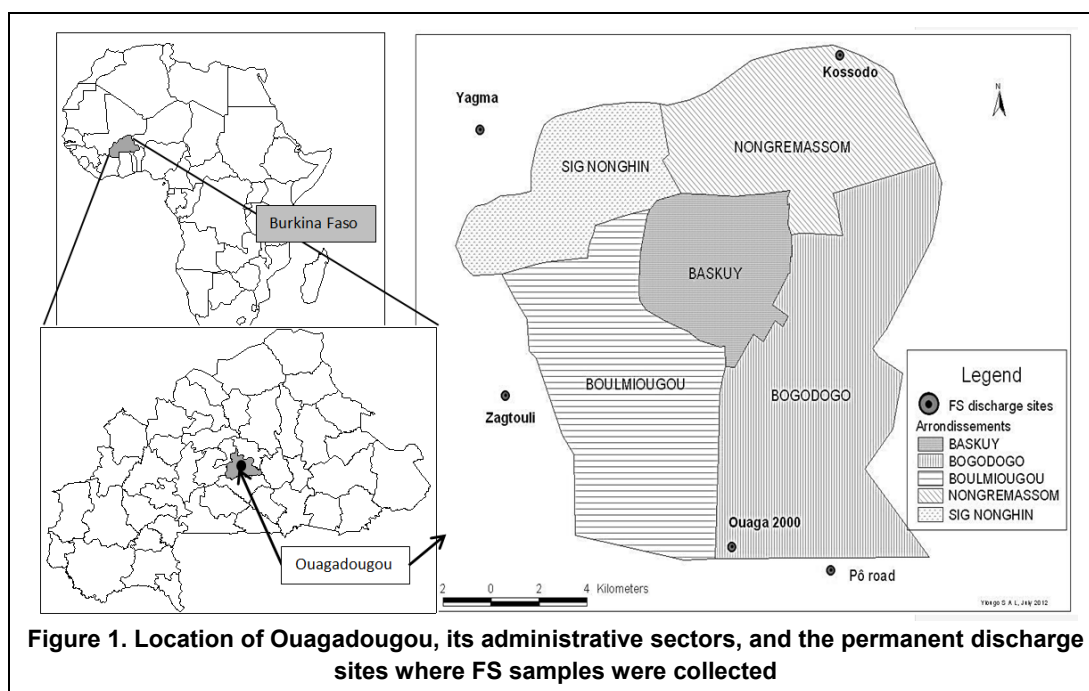 Burkina Faso
Ouagadougou
Kossodo
Yagma
N
NONGREMASSOM
SIG NONGHIN
BASKUY
BOULMIOUGOU
BOGODOGO
Zagtouli
Ouaga 2000
Pô road
2 0 2 4 Kilometers
Legend
FS discharge sites
Arrondissements
BASKUY
BOGODOGO
BOULMIOUGOU
NONGREMASSOM
SIG NONGHIN
Yiongo S A L, July 2012
Figure 1. Location of Ouagadougou, its administrative sectors, and the permanent discharge
sites where FS samples were collected